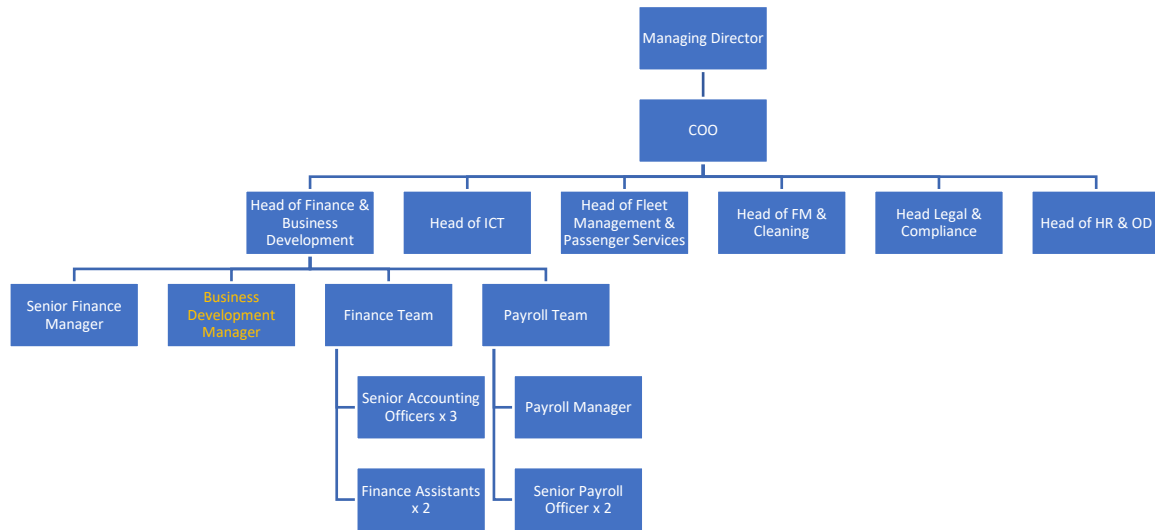 Managing Director
COO
Head of Finance &
Business
Development
Head of ICT
Head of Fleet
Management &
Passenger Services
Head of FM &
Cleaning
Head Legal &
Compliance
Head of HR & OD
Senior Finance
Manager
Business
Development
Manager
Finance Team
Payroll Team
Senior Accounting
Officers x 3
Payroll Manager
Finance Assistants
x 2
Senior Payroll
Officer x 2